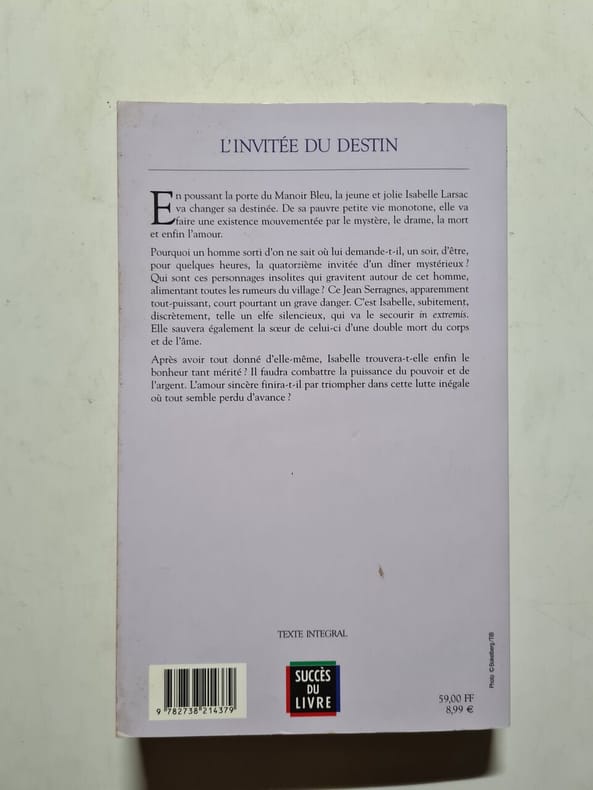 L'INVITÉE DU DESTIN
En poussant la porte du Manoir Bleu, la jeune et jolie Isabelle Larsac
va changer sa destinée. De sa pauvre petite vie monotone, elle va
faire une existence mouvementée par le mystère, le drame, la mort
et enfin l'amour.
Pourquoi un homme sorti d'on ne sait où lui demande-t-il, un soir, d'être,
pour quelques heures, la quatorzième invitée d'un dîner mystérieux ?
Qui sont ces personnages insolites qui gravitent autour de cet homme,
alimentant toutes les rumeurs du village ? Ce Jean Serragnes, apparemment
tout-puissant, court pourtant un grave danger. C'est Isabelle, subitement,
discrètement, telle un elfe silencieux, qui va le secourir in extremis.
Elle sauvera également la sœur de celui-ci d'une double mort du corps
et de l'âme.
Après avoir tout donné d'elle-même, Isabelle trouvera-t-elle enfin le
bonheur tant mérité ? Il faudra combattre la puissance du pouvoir et de
l'argent. L'amour sincère finira-t-il par triompher dans cette lutte inégale
où tout semble perdu d'avance ?
TEXTE INTEGRAL
9 782738 214379
SUCCÈS
DU
LIVRE
59,00 FF
8,99 €
Photo : ©